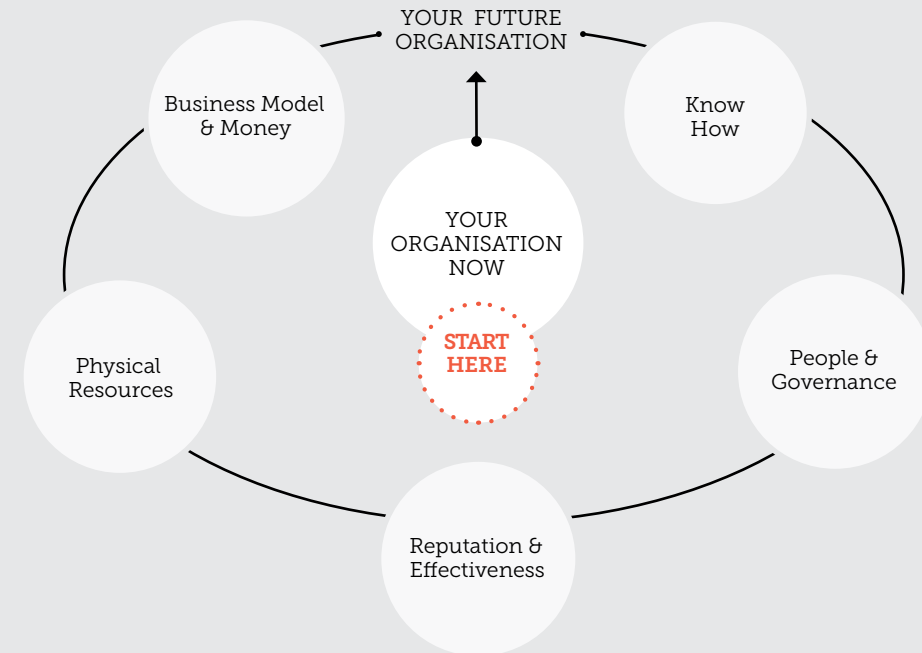 YOUR FUTURE
ORGANISATION
Business Model
& Money
Know
How
YOUR
ORGANISATION
NOW
START
HERE
Physical
Resources
People &
Governance
Reputation &
Effectiveness